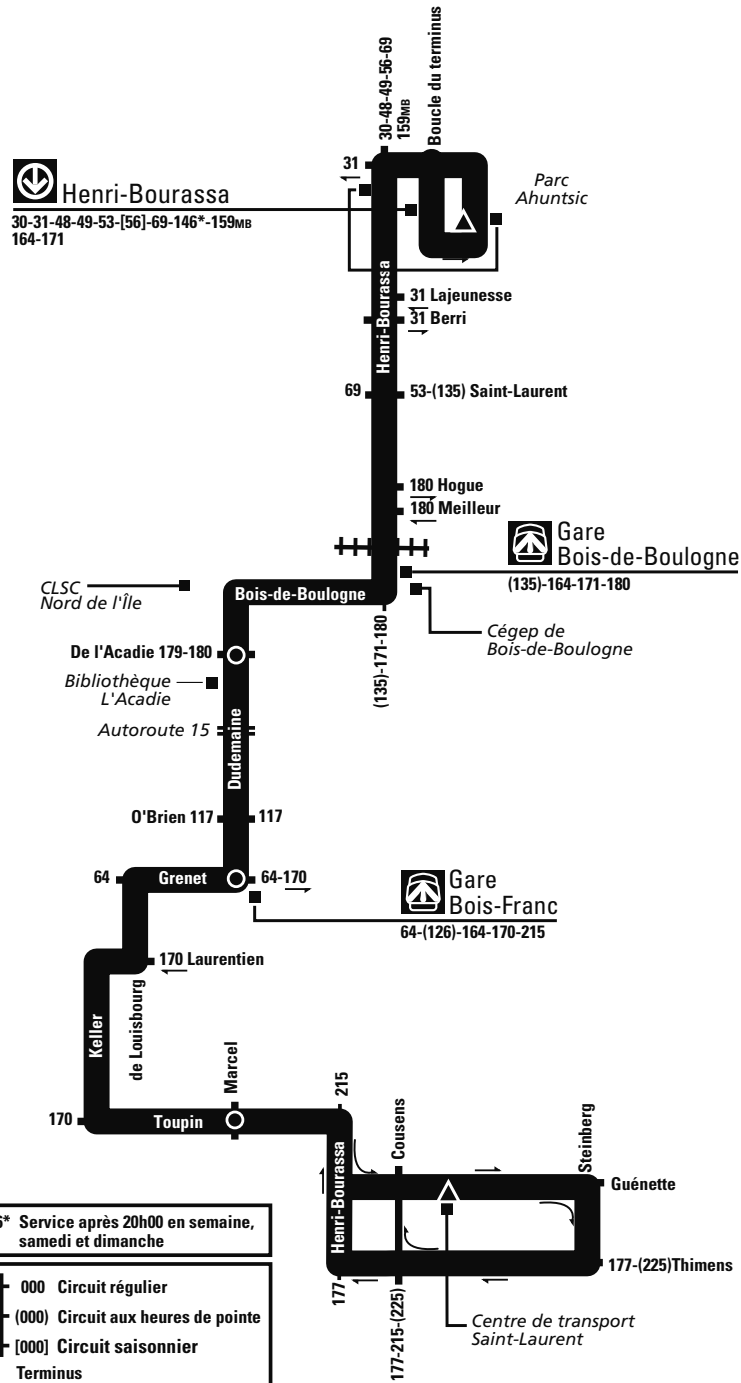 30-48-49-56-69
159MB
Boucle du terminus
31
Henri-Bourassa
30-31-48-49-53-[56]-69-146*-159MB
164-171
Parc
Ahuntsic
Henri-Bourassa
31 Lajeunesse
31 Berri
69
53-(135) Saint-Laurent
180 Hogue
180 Meilleur
Gare
Bois-de-Boulogne
(135)-164-171-180
CLSC
Nord de l'Île
Bois-de-Boulogne
Cégep de
Bois-de-Boulogne
(135)-171-180
De l'Acadie 179-180
Bibliothèque
L'Acadie
Autoroute 15
Dudemaine
O'Brien 117
117
64
Grenet
64-170
Gare
Bois-Franc
64-(126)-164-170-215
170 Laurentien
Keller
de Louisbourg
Marcel
215
170
Toupin
Cousens
Steinberg
Henri-Bourassa
Guénette
177-(225)Thimens
177
177-215-(225)
Centre de transport
Saint-Laurent
6* Service après 20h00 en semaine,
samedi et dimanche
000 Circuit régulier
(000) Circuit aux heures de pointe
[000] Circuit saisonnier
Terminus